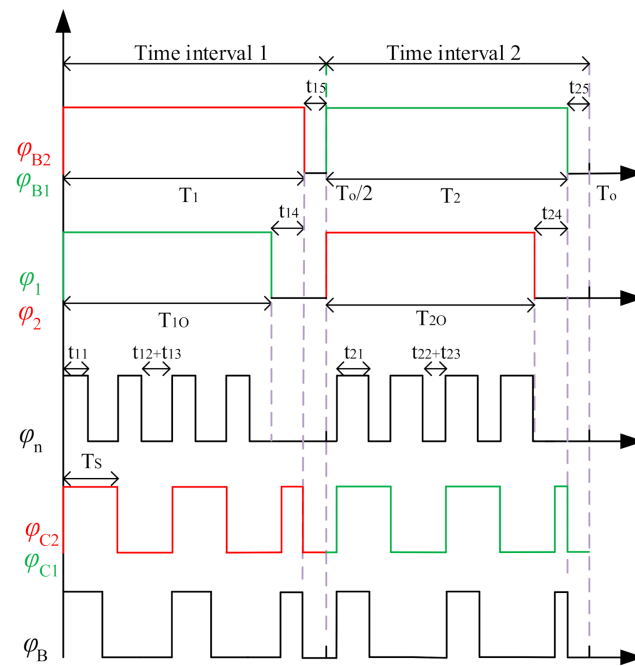 Time interval 1 Time interval 2
t15 t25
φB2
φB1
T1 To/2 T2 To
t14 t24
φ1
φ2
T1O T2O
t11 t12+t13 t21 t22+t23
φn
TS
φC2
φC1
φB